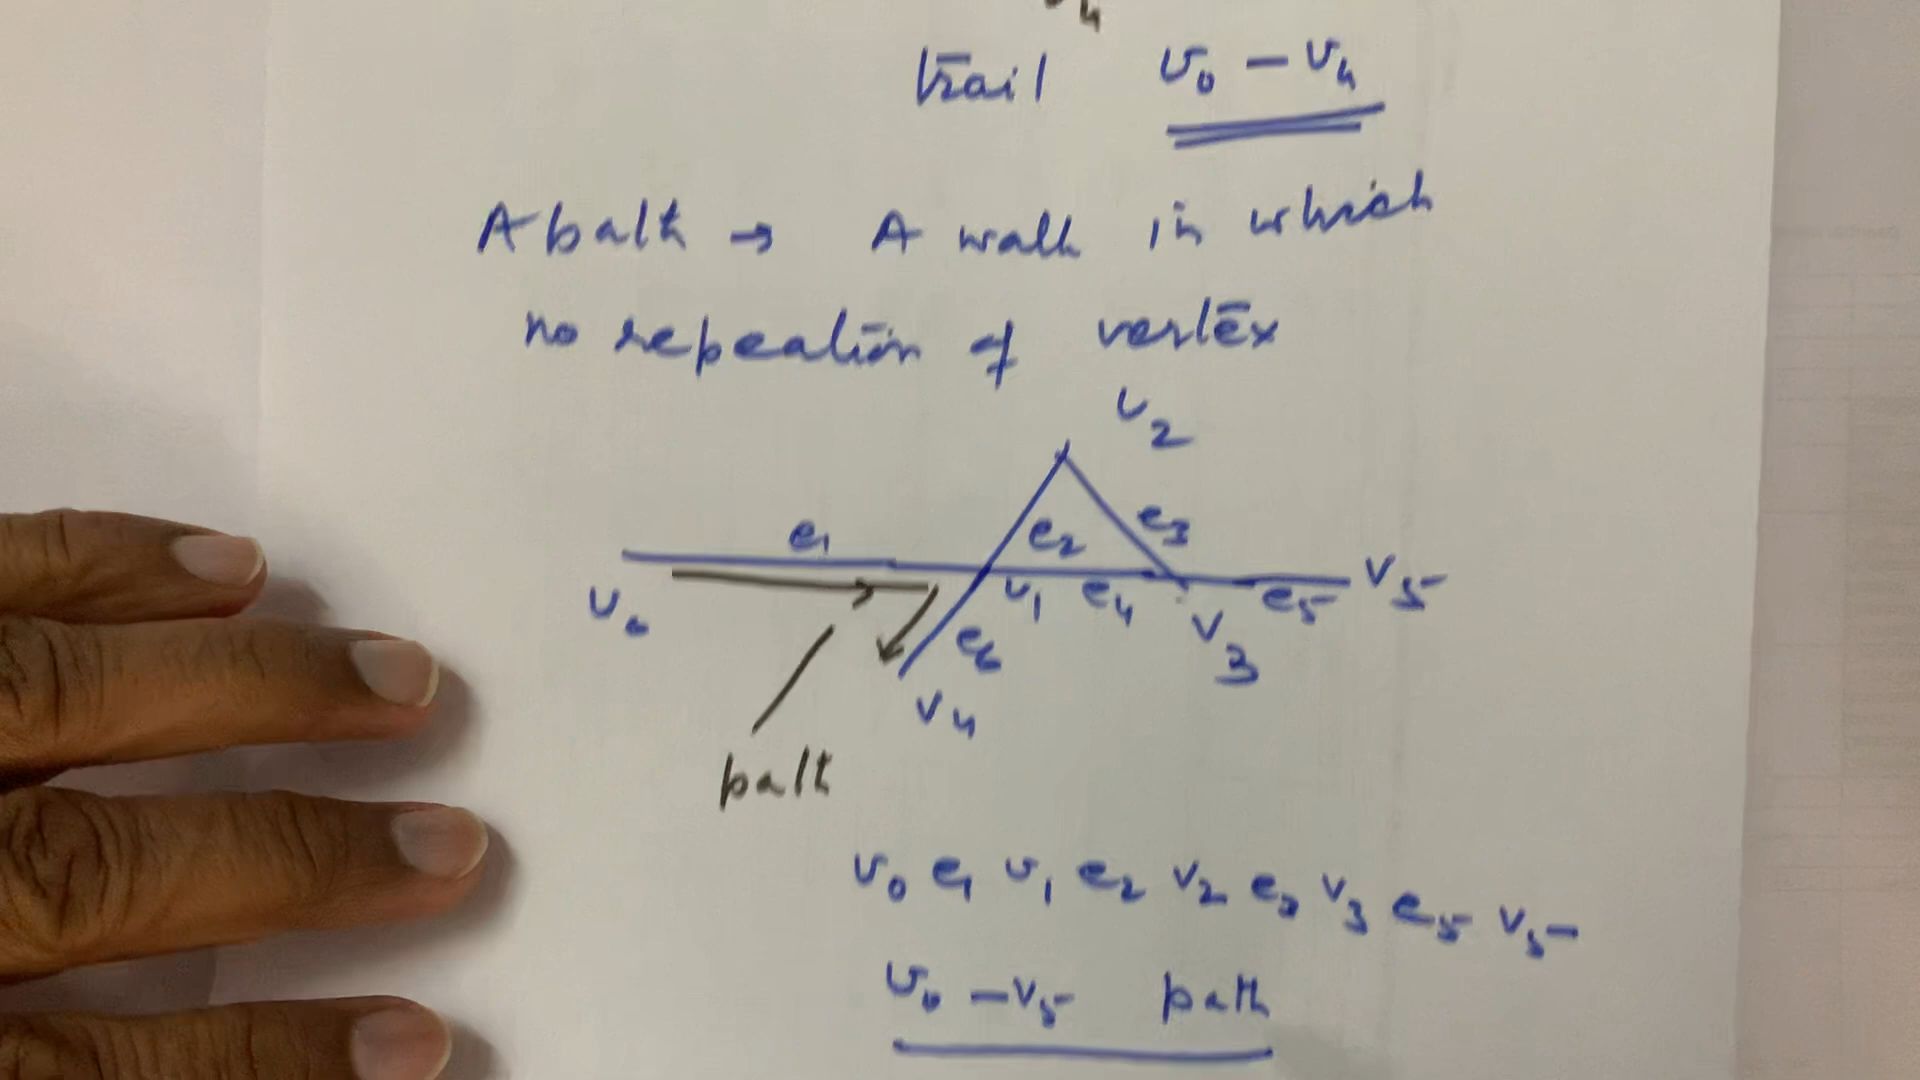 v₄
trail v₀ – v₄
A path → A walk in which
no repeation of vertex
v₂
e₁ e₂ e₃
v₀ v₁ e₄ v₃ e₅ v₅
e₆
v₄
path
v₀ e₁ v₁ e₂ v₂ e₃ v₃ e₅ v₅
v₀ – v₅ path